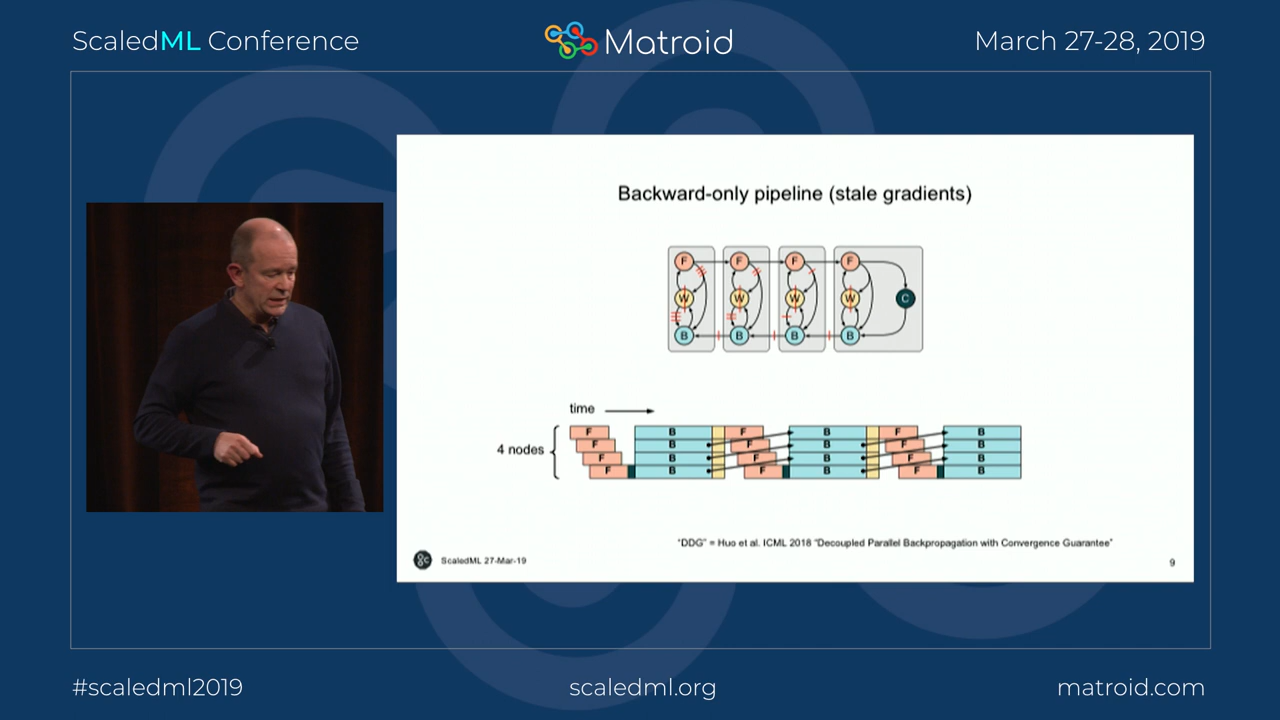 ScaledML Conference
Matroid
March 27-28, 2019
Backward-only pipeline (stale gradients)
F F F F
W W W W C
B B B B
time
4 nodes
F B F B F B
F B F B F B
F B F B F B
F B F B F B
"DDG" = Huo et al. ICML 2018 "Decoupled Parallel Backpropagation with Convergence Guarantee"
ScaledML 27-Mar-19
9
#scaledml2019
scaledml.org
matroid.com